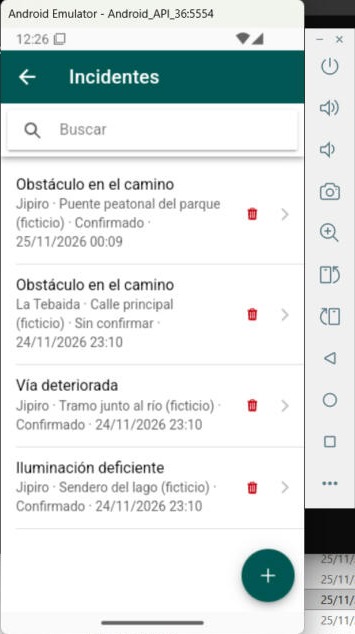 Android Emulator - Android_API_36:5554
12:26
Incidentes
Buscar
Obstáculo en el camino
Jipiro · Puente peatonal del parque
(ficticio) · Confirmado ·
25/11/2026 00:09
Obstáculo en el camino
La Tebaida · Calle principal
(ficticio) · Sin confirmar ·
24/11/2026 23:10
Vía deteriorada
Jipiro · Tramo junto al río (ficticio) ·
Confirmado · 24/11/2026 23:10
Iluminación deficiente
Jipiro · Sendero del lago (ficticio) ·
Confirmado · 24/11/2026 23:10
25/11/
25/11/
25/11/
25/11/